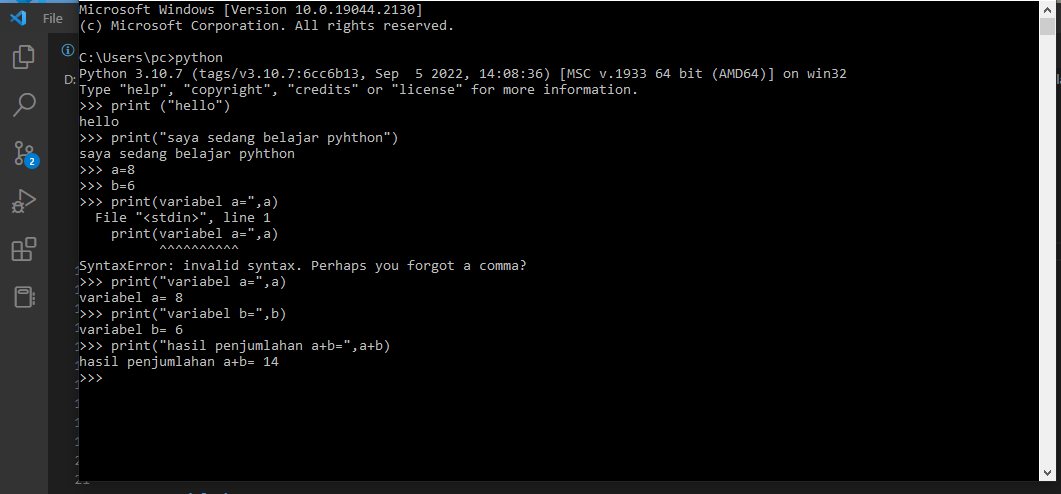 File
Microsoft Windows [Version 10.0.19044.2130]
(c) Microsoft Corporation. All rights reserved.
C:\Users\pc>python
Python 3.10.7 (tags/v3.10.7:6cc6b13, Sep  5 2022, 14:08:36) [MSC v.1933 64 bit (AMD64)] on win32
Type "help", "copyright", "credits" or "license" for more information.
>>> print ("hello")
hello
>>> print("saya sedang belajar pyhthon")
saya sedang belajar pyhthon
>>> a=8
>>> b=6
>>> print(variabel a=",a)
  File "<stdin>", line 1
    print(variabel a=",a)
          ^^^^^^^^^^
SyntaxError: invalid syntax. Perhaps you forgot a comma?
>>> print("variabel a=",a)
variabel a= 8
>>> print("variabel b=",b)
variabel b= 6
>>> print("hasil penjumlahan a+b=",a+b)
hasil penjumlahan a+b= 14
>>>
D:
2